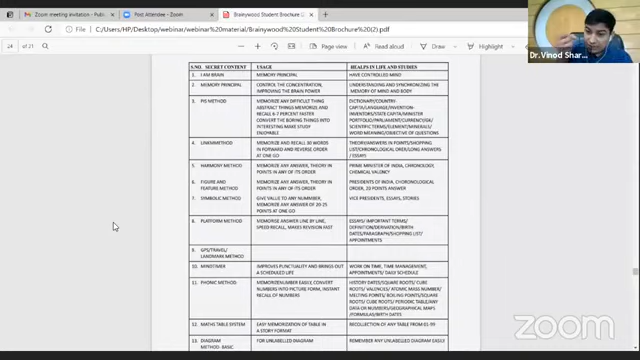 Zoom meeting invitation - Publ
Post Attendee - Zoom
Brainywood Student Brochure (2
C:/Users/HP/Desktop/webinar/webinar%20material/Brainywood%20Student%20Brochure%20(2).pdf
24 of 21
Read aloud
Draw
Highlight
Dr.Vinod Shar...
S.NO. SECRET CONTENT USAGE HEALPS IN LIFE AND STUDIES
1. I AM BRAIN MEMORY PRINCIPAL HAVE CONTROLLED MIND
2. MEMORY PRINCIPAL CONTROL THE CONCENTRATION, IMPROVING THE BRAIN POWER UNDERSTANDING AND SYNCHRONIZING THE MEMORY OF MIND AND BODY
3. PIS METHOD MEMORIZE ANY DIFFICULT THING
ABSTRACT THINGS MEMORIZE AND
RECALL 6-7 PERCENT FASTER
CONVERT THE BORING THINGS INTO
INTERESTING MAKE STUDY
ENJOYABLE
DICTIONARY/COUNTRY-
CAPITAL/LANGUAGE/INVENTION-
INVENTORS/STATE CAPITAL/MINISTER
SCIENTIFIC TERMS/ELEMENT/MINERALS/
WORD MEANING/OBJECTIVE OF QUESTIONS
4. MEMORIZE AND RECALL 30 WORDS
IN FORWARD AND REVERSE ORDER
AT ONE GO
THEORY/ANSWERS IN POINTS/SHOPPING
LIST/CHRONOLOGICAL ORDER/LONG ANSWERS
/ ESSAYS
5. HARMONY METHOD MEMORIZE ANY ANSWER, THEORY IN
POINTS IN ANY OF ITS ORDER
PRIME MINISTER OF INDIA, CHRONOLOGY,
CHEMICAL VALENCY
6. FIGURE AND
FEATURE METHOD
MEMORIZE ANY ANSWER, THEORY IN
POINTS IN ANY OF ITS ORDER
PRESIDENTS OF INDIA, CHORONOLOGICAL
ORDER, 20 POINTS ANSWER
7. SYMBOLIC METHOD GIVE VALUE TO ANY NUMMBER,
MEMORIZE ANY ANSWER OF 20-25
POINTS AT ONE GO
VICE PRESIDENTS, ESSAYS, STORIES
8. PLATFORM METHOD MEMORISE ANSWER LINE BY LINE,
SPEED RECALL, MAKES REVISION FAST
ESSAYS/ IMPORTANT TERMS/
DEFINITION/DERIVATION/BIRTH
DATES/PARAGRAPH/SHOPPING LIST/
APPOINTMENTS
9. GPS/TRAVEL/
LANDMARK METHOD
10. MINDTIMER IMPROVES PUNCTUALITY AND BRINGS OUT
A SCHEDULED LIFE
WORK ON TIME, TIME MANAGEMENT,
APPOINTMENTS/ DAILY SCHEDULE
11. PHONIC METHOD MEMORIZENUMBER EASILY, CONVERT
NUMBERS INTO PICTURE FORM, INSTANT
RECALL OF NUMBERS
HISTORY DATES/SQUARE ROOTS/ CUBE
ROOTS/ VALENCIES/ ATOMIC MASS NUMBER/
MELTING POINTS/ BOILING POINTS/SQUARE
ROOTS/ CUBE ROOTS/ PERIODIC TABLE/ANY
DATA OR NUMBERS/GEOGRAPHICAL MAPS
/FORMULAS/BIRTH DATES
12. MATHS TABLE SYSTEM EASY MEMORIZATION OF TABLE IN
A STORY FORMAT
RECOLLECTION OF ANY TABLE FROM 01-99
13. DIAGRAM
METHOD- BASIC
FOR UNLABELLED DIAGRAM REMEMBER ANY UNLABELLED DIAGRAM EASILY
zoom